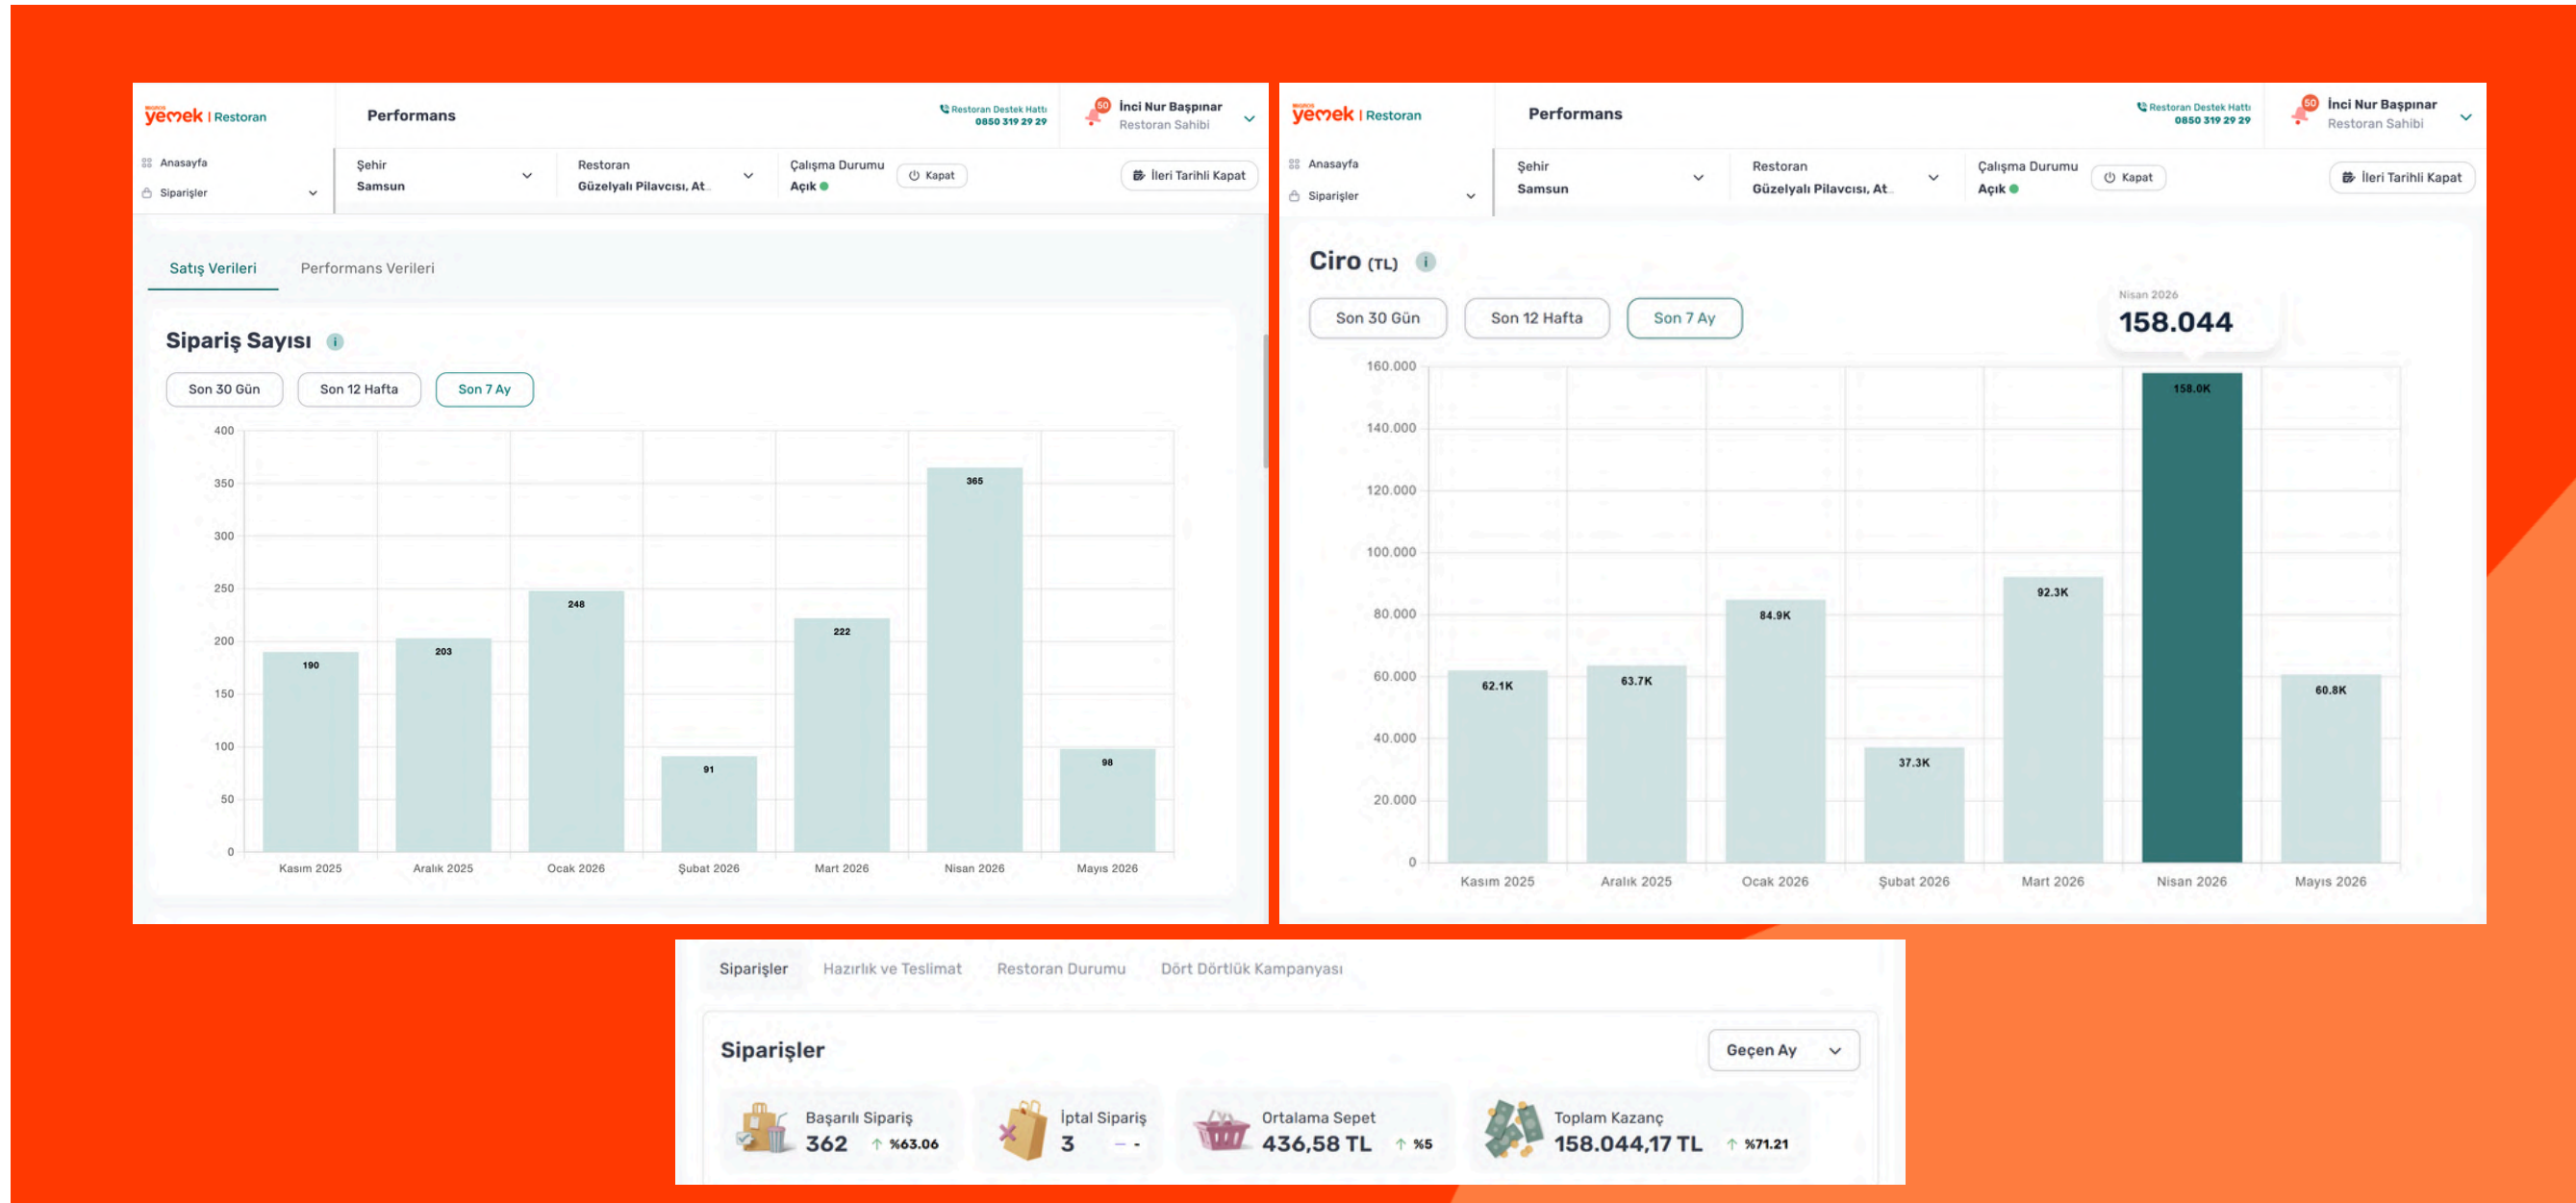 migros
yemek | Restoran
Performans
Restoran Destek Hattı
0850 319 29 29
50
İnci Nur Başpınar
Restoran Sahibi
Anasayfa
Siparişler
Şehir
Samsun
Restoran
Güzelyalı Pilavcısı, At...
Çalışma Durumu
Açık
Kapat
İleri Tarihli Kapat
Satış Verileri
Performans Verileri
Sipariş Sayısı i
Son 30 Gün
Son 12 Hafta
Son 7 Ay
400
350
300
250
200
150
100
50
0
190
203
248
91
222
365
98
Kasım 2025
Aralık 2025
Ocak 2026
Şubat 2026
Mart 2026
Nisan 2026
Mayıs 2026
migros
yemek | Restoran
Performans
Restoran Destek Hattı
0850 319 29 29
50
İnci Nur Başpınar
Restoran Sahibi
Anasayfa
Siparişler
Şehir
Samsun
Restoran
Güzelyalı Pilavcısı, At...
Çalışma Durumu
Açık
Kapat
İleri Tarihli Kapat
Ciro (TL) i
Son 30 Gün
Son 12 Hafta
Son 7 Ay
Nisan 2026
158.044
160.000
140.000
120.000
100.000
80.000
60.000
40.000
20.000
0
62.1K
63.7K
84.9K
37.3K
92.3K
158.0K
60.8K
Kasım 2025
Aralık 2025
Ocak 2026
Şubat 2026
Mart 2026
Nisan 2026
Mayıs 2026
Siparişler
Hazırlık ve Teslimat
Restoran Durumu
Dört Dörtlük Kampanyası
Siparişler
Geçen Ay
Başarılı Sipariş
362 ↑ %63.06
İptal Sipariş
3 – -
Ortalama Sepet
436,58 TL ↑ %5
Toplam Kazanç
158.044,17 TL ↑ %71.21